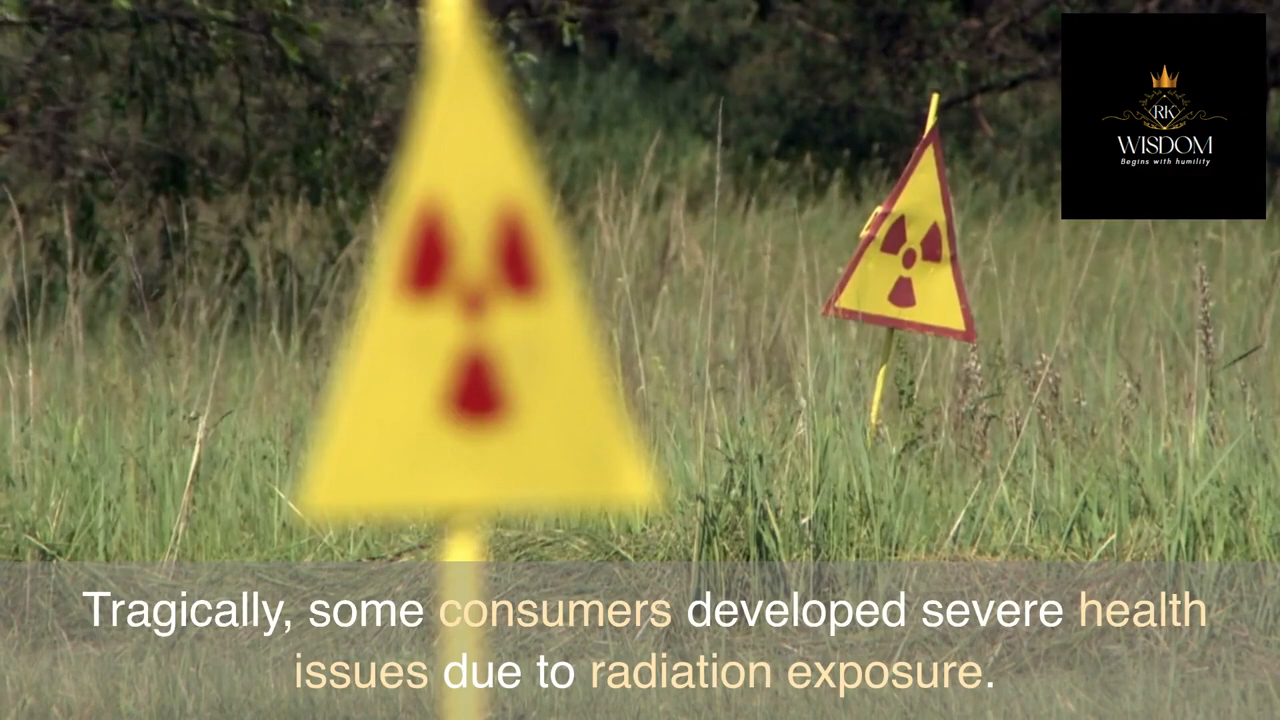 RK
WISDOM
Begins with humility
Tragically, some consumers developed severe health
issues due to radiation exposure.